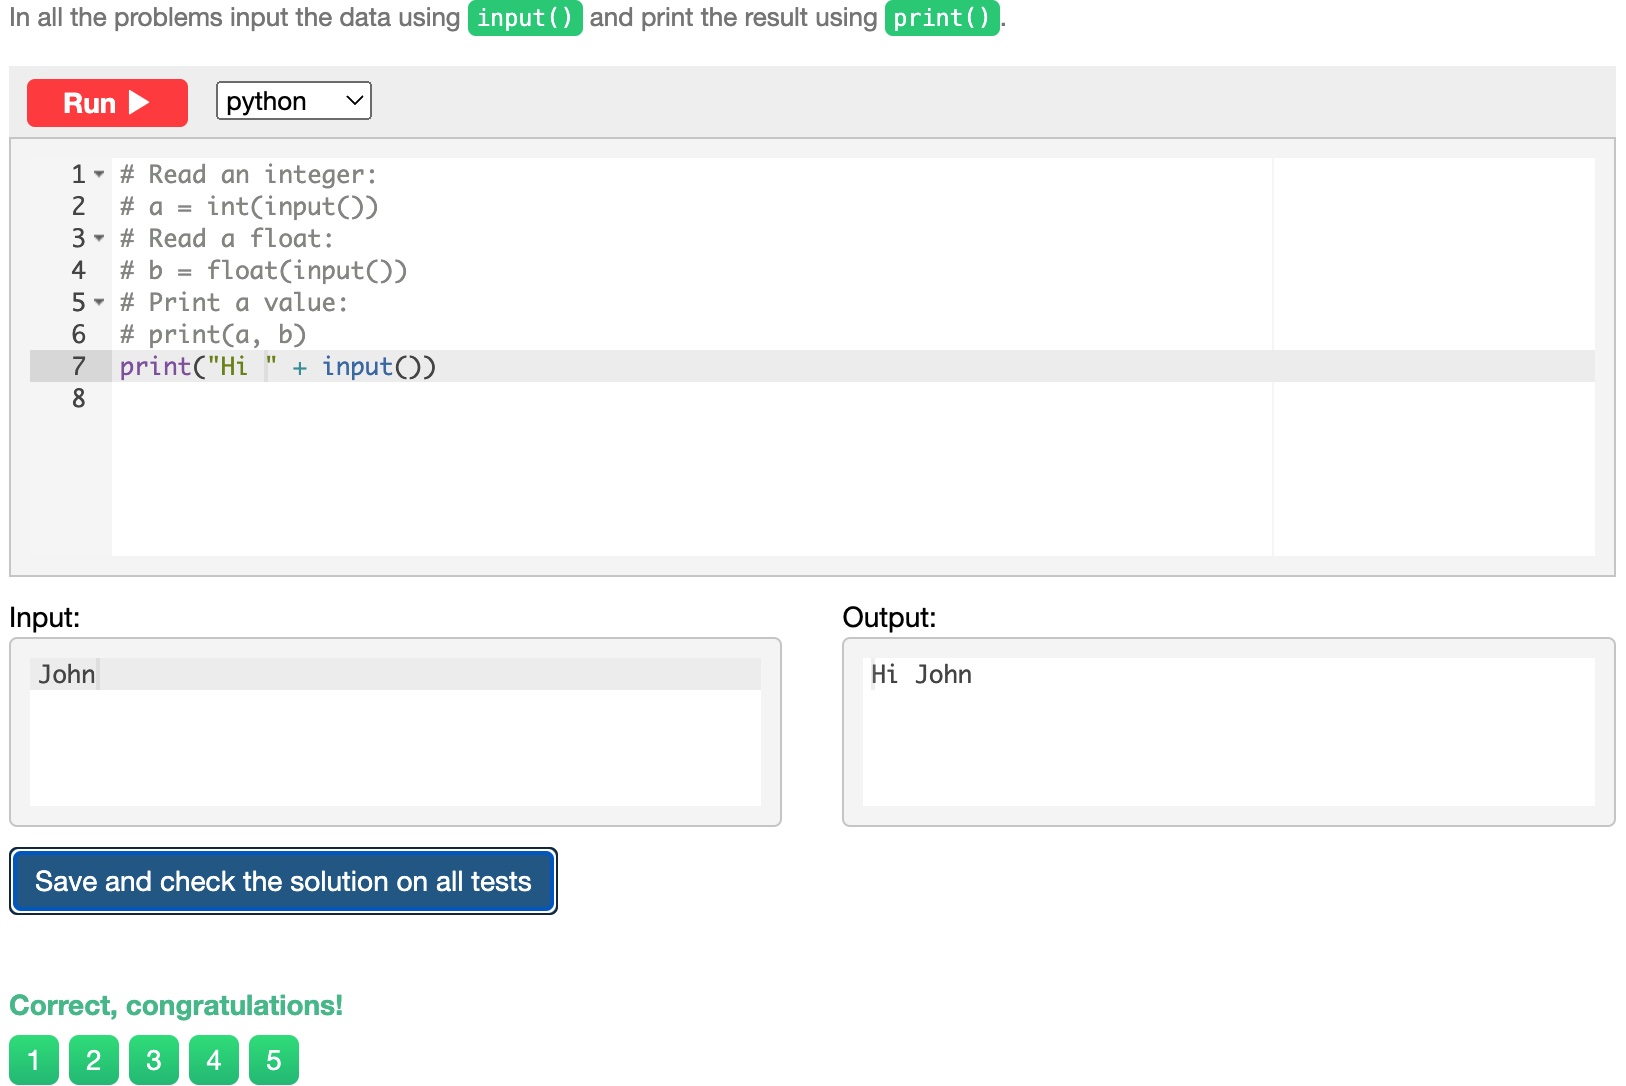 In all the problems input the data using input() and print the result using print().
Run
python
1 # Read an integer:
2 # a = int(input())
3 # Read a float:
4 # b = float(input())
5 # Print a value:
6 # print(a, b)
7 print("Hi " + input())
8
Input:
Output:
John
Hi John
Save and check the solution on all tests
Correct, congratulations!
1 2 3 4 5